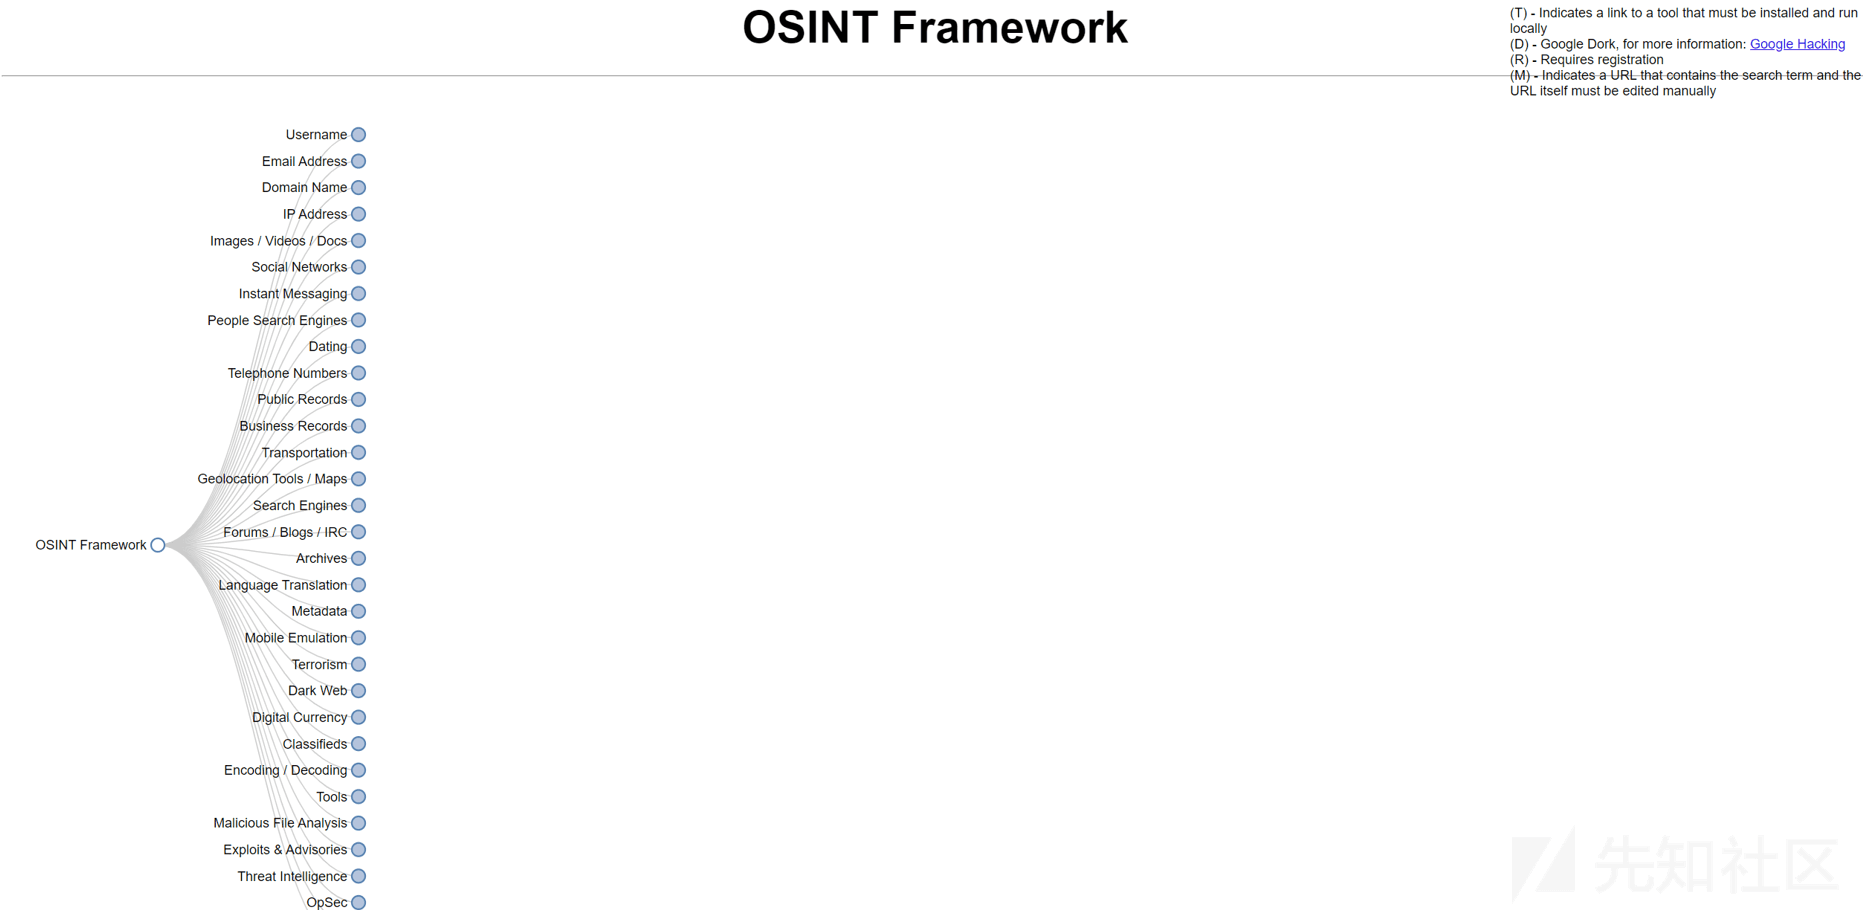 OSINT Framework
(T) - Indicates a link to a tool that must be installed and run
locally
(D) - Google Dork, for more information: Google Hacking
(R) - Requires registration
(M) - Indicates a URL that contains the search term and the
URL itself must be edited manually
Username
Email Address
Domain Name
IP Address
Images / Videos / Docs
Social Networks
Instant Messaging
People Search Engines
Dating
Telephone Numbers
Public Records
Business Records
Transportation
Geolocation Tools / Maps
Search Engines
Forums / Blogs / IRC
OSINT Framework
Archives
Language Translation
Metadata
Mobile Emulation
Terrorism
Dark Web
Digital Currency
Classifieds
Encoding / Decoding
Tools
Malicious File Analysis
Exploits & Advisories
Threat Intelligence
OpSec
先知社区